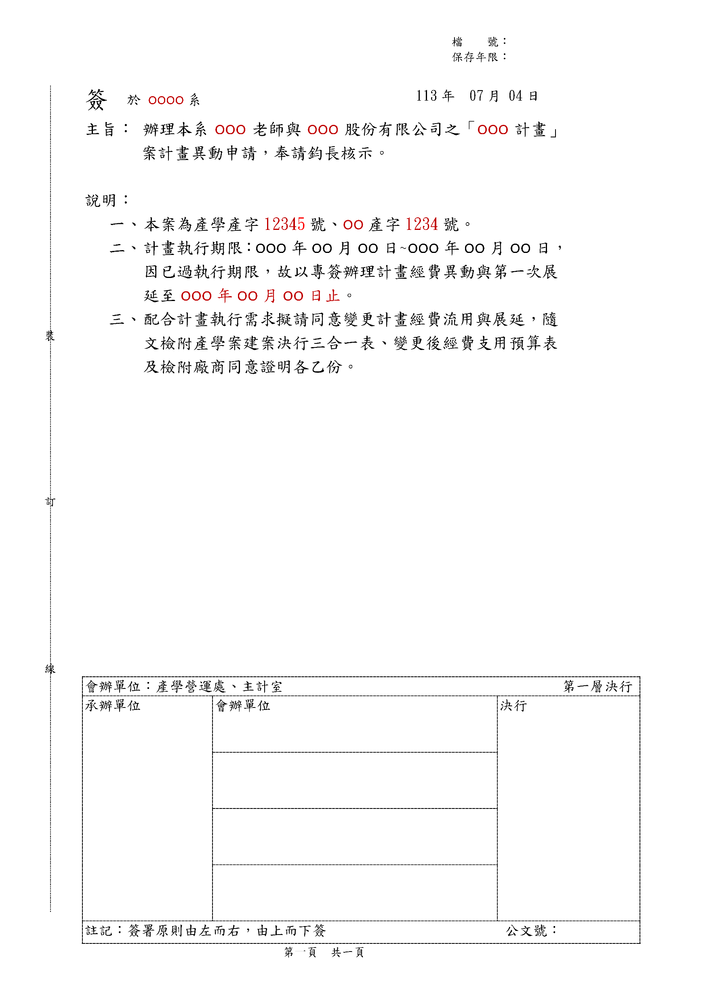 檔　　號：
保存年限：
簽　於 oooo 系　113 年　07 月　04 日
主旨：　辦理本系 ooo 老師與 ooo 股份有限公司之「ooo 計畫」
案計畫異動申請，奉請鈞長核示。
說明：
一、本案為產學產字 12345 號、oo 產字 1234 號。
二、計畫執行期限：ooo 年 oo 月 oo 日~ooo 年 oo 月 oo 日，
因已過執行期限，故以專簽辦理計畫經費異動與第一次展
延至 ooo 年 oo 月 oo 日止。
三、配合計畫執行需求擬請同意變更計畫經費流用與展延，隨
文檢附產學案建案決行三合一表、變更後經費支用預算表
及檢附廠商同意證明各乙份。
裝
訂
線
會辦單位：產學營運處、主計室　第一層決行
承辦單位　會辦單位　決行
註記：簽署原則由左而右，由上而下簽　公文號：
第一頁　共一頁